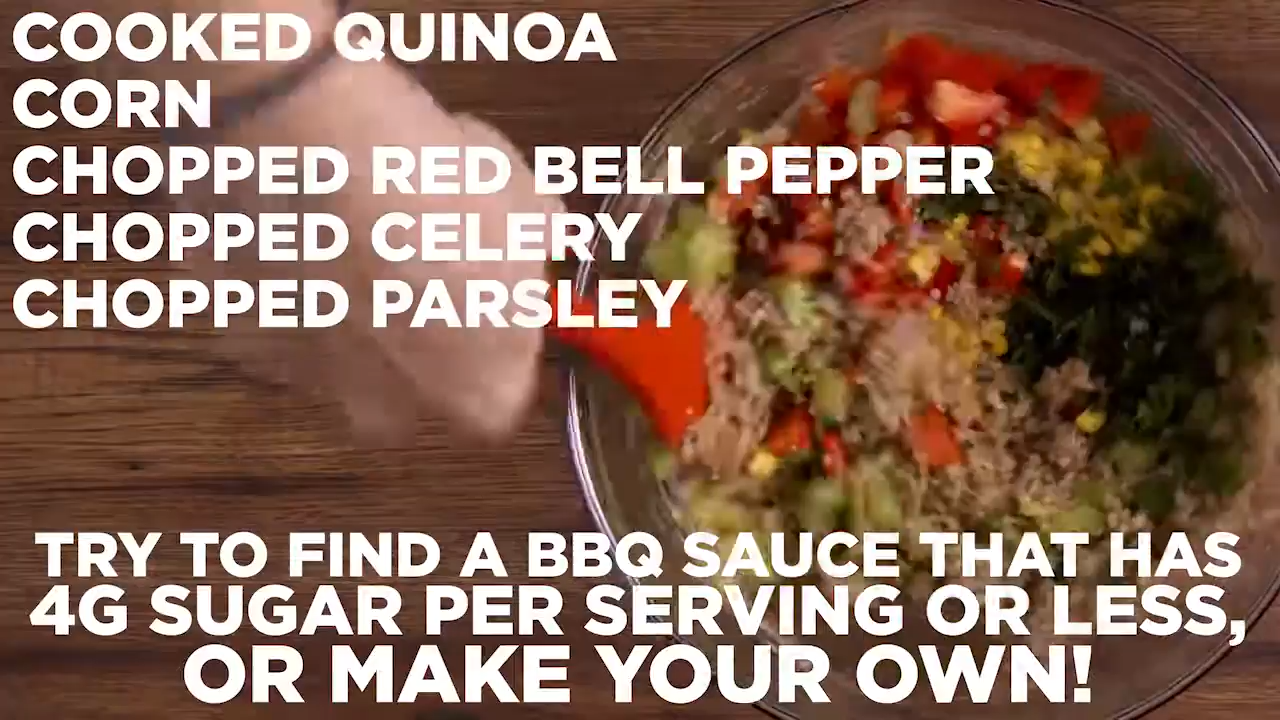 COOKED QUINOA
CORN
CHOPPED RED BELL PEPPER
CHOPPED CELERY
CHOPPED PARSLEY
TRY TO FIND A BBQ SAUCE THAT HAS
4G SUGAR PER SERVING OR LESS,
OR MAKE YOUR OWN!